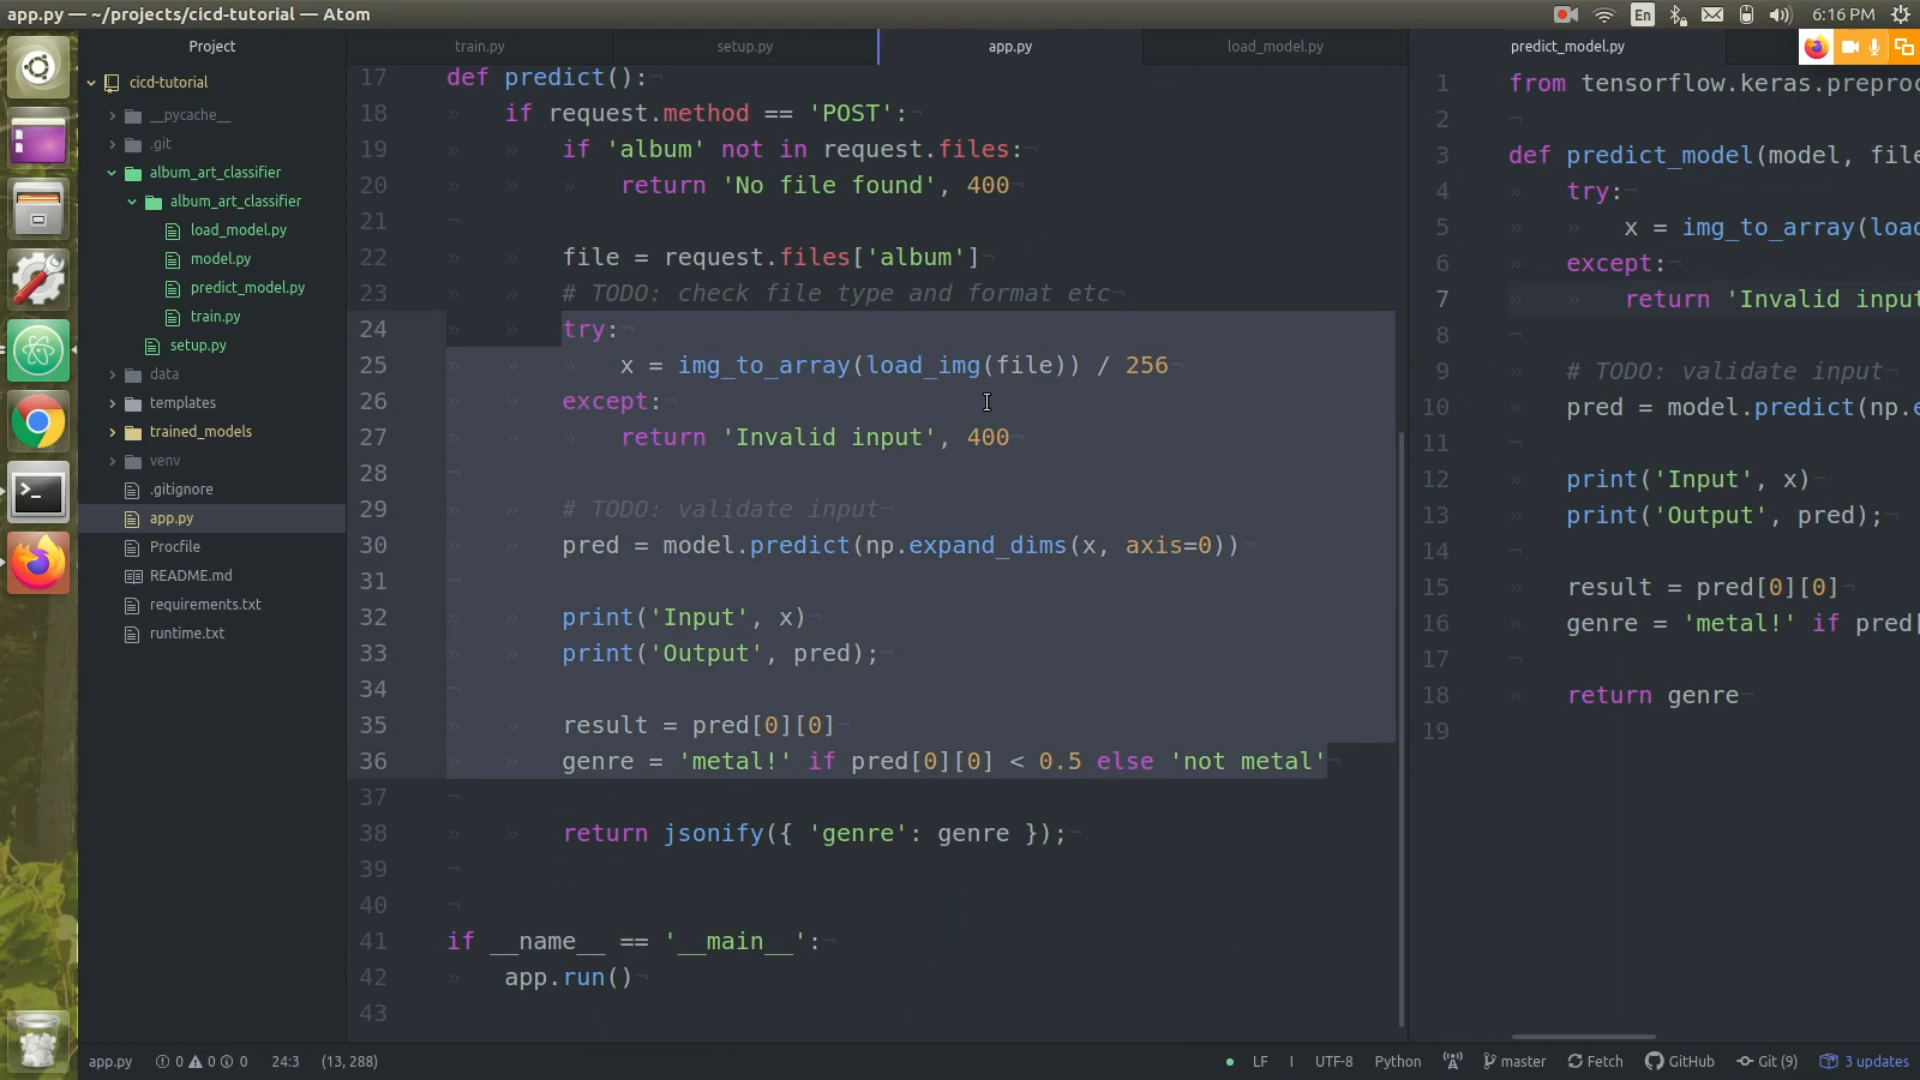 app.py — ~/projects/cicd-tutorial — Atom
En
6:16 PM
Project
train.py
setup.py
app.py
load_model.py
predict_model.py
cicd-tutorial
__pycache__
.git
album_art_classifier
album_art_classifier
load_model.py
model.py
predict_model.py
train.py
setup.py
data
templates
trained_models
venv
.gitignore
app.py
Procfile
README.md
requirements.txt
runtime.txt
17 def predict():
18 if request.method == 'POST':
19 if 'album' not in request.files:
20 return 'No file found', 400
21
22 file = request.files['album']
23 # TODO: check file type and format etc
24 try:
25 x = img_to_array(load_img(file)) / 256
26 except:
27 return 'Invalid input', 400
28
29 # TODO: validate input
30 pred = model.predict(np.expand_dims(x, axis=0))
31
32 print('Input', x)
33 print('Output', pred);
34
35 result = pred[0][0]
36 genre = 'metal!' if pred[0][0] < 0.5 else 'not metal'
37
38 return jsonify({ 'genre': genre });
39
40
41 if __name__ == '__main__':
42 app.run()
43
1 from tensorflow.keras.preproc
2
3 def predict_model(model, file
4 try:
5 x = img_to_array(load
6 except:
7 return 'Invalid input
8
9 # TODO: validate input
10 pred = model.predict(np.e
11
12 print('Input', x)
13 print('Output', pred);
14
15 result = pred[0][0]
16 genre = 'metal!' if pred[
17
18 return genre
19
app.py 0 0 0 24:3 (13, 288)
LF UTF-8 Python master Fetch GitHub Git (9) 3 updates